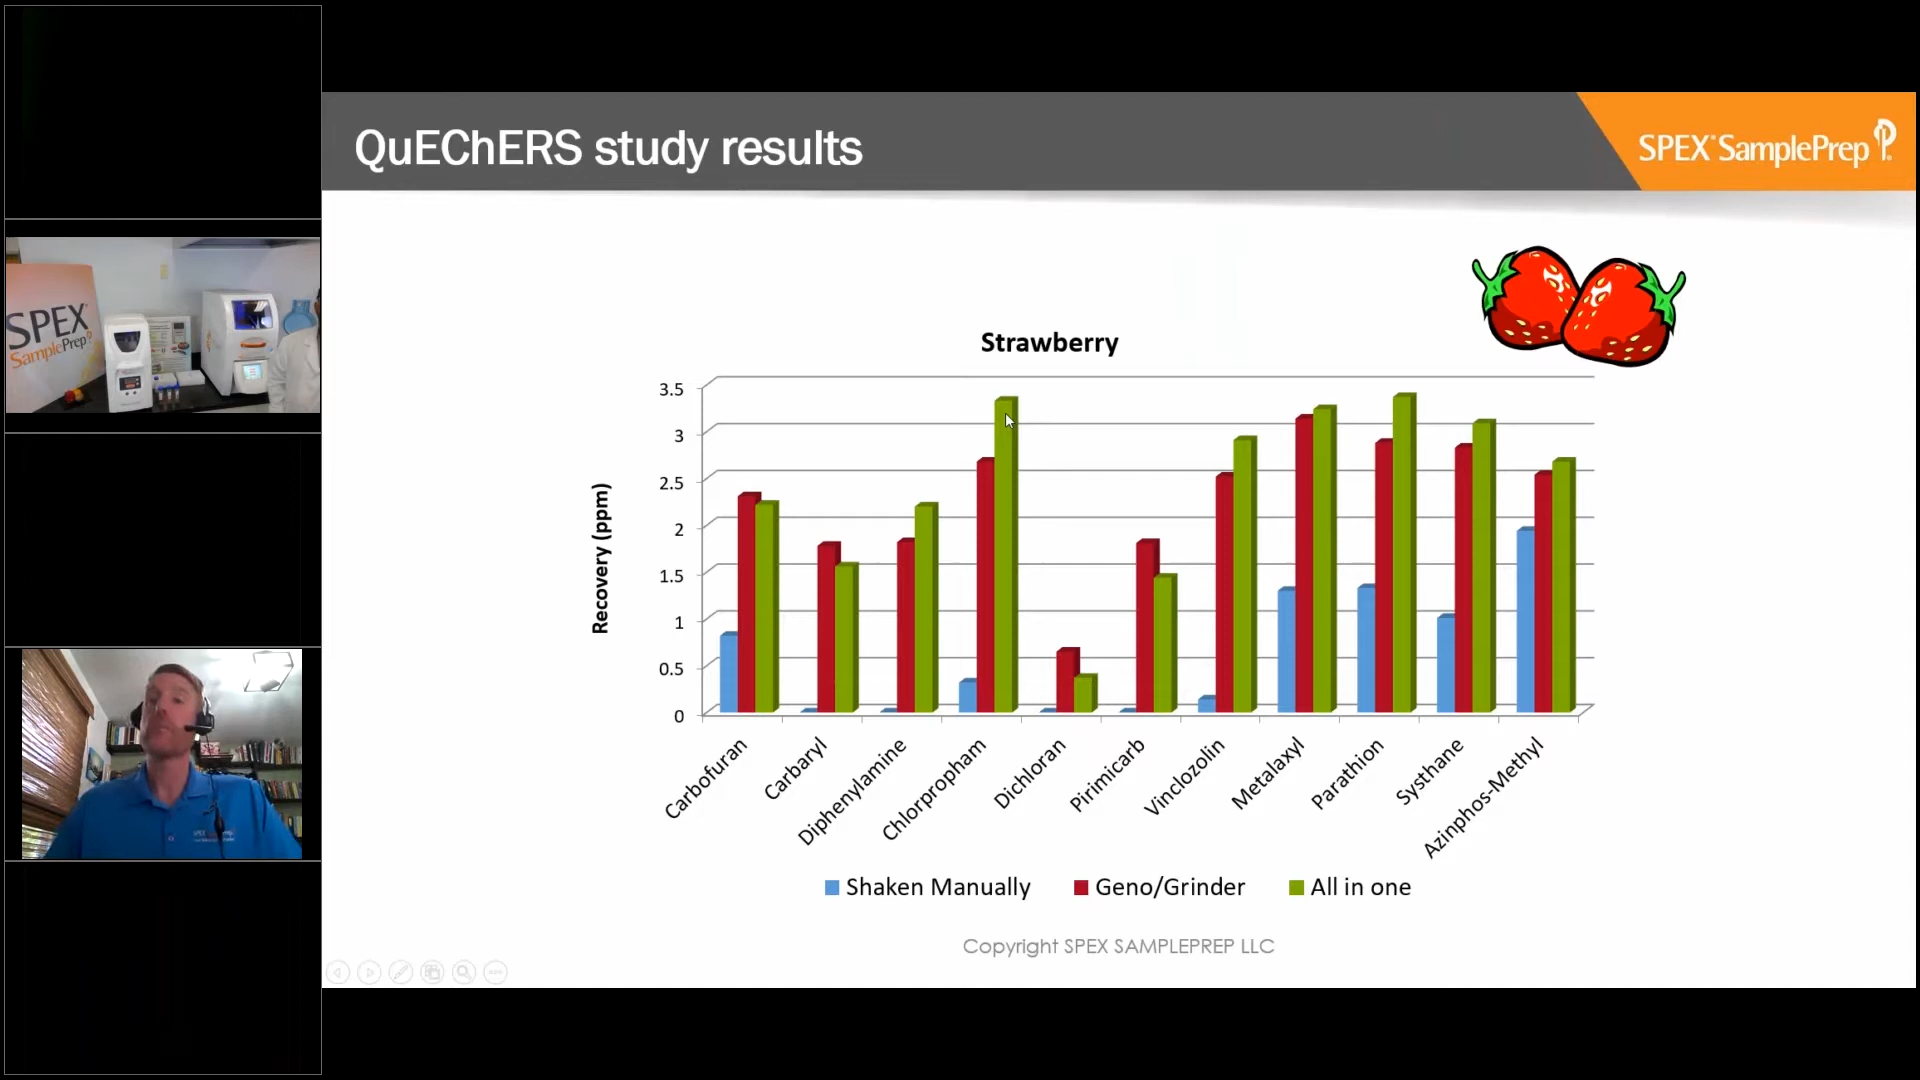 QuEChERS study results
SPEX SamplePrep
SPEX
SamplePrep
Strawberry
Recovery (ppm)
3.5
3
2.5
2
1.5
1
0.5
0
Carbofuran
Carbaryl
Diphenylamine
Chlorpropham
Dichloran
Pirimicarb
Vinclozolin
Metalaxyl
Parathion
Systhane
Azinphos-Methyl
Shaken Manually
Geno/Grinder
All in one
Copyright SPEX SAMPLEPREP LLC